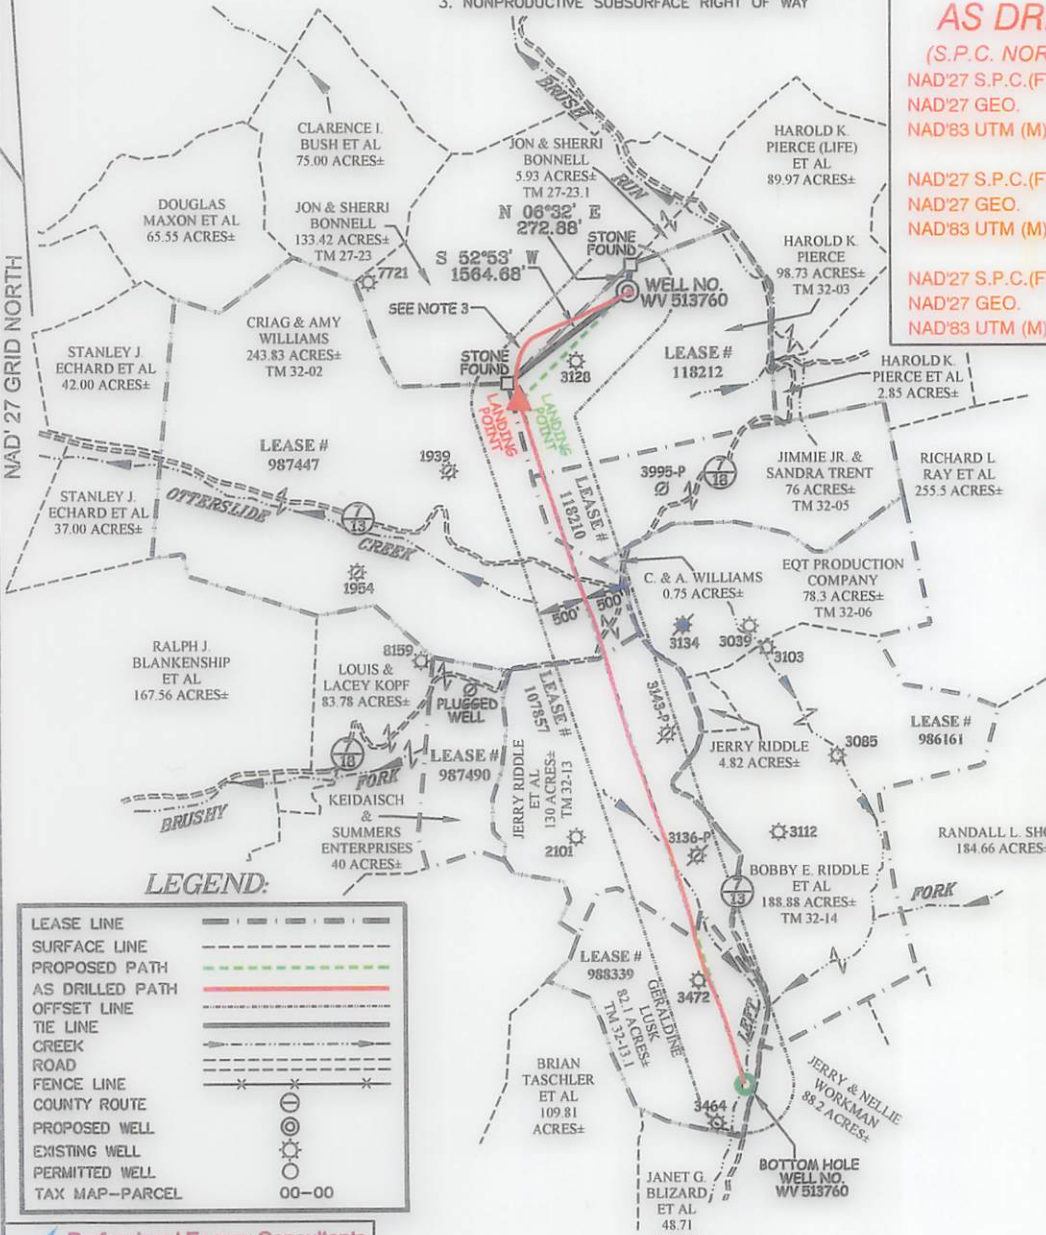 3. NONPRODUCTIVE SUBSURFACE RIGHT OF WAY
(S.P.C. NOR
NAD'27 S.P.C.(F
NAD'27 GEO.
NAD'83 UTM (M)
NAD'27 S.P.C.(F
NAD'27 GEO.
NAD'83 UTM (M)
NAD'27 S.P.C.(F
NAD'27 GEO.
NAD'83 UTM (M)
NAD' 27 GRID NORTH
BRUSH
RUN
CLARENCE I.
BUSH ET AL
75.00 ACRES±
JON & SHERRI
BONNELL
5.93 ACRES±
TM 27-23.1
HAROLD K.
PIERCE (LIFE)
ET AL
89.97 ACRES±
DOUGLAS
MAXON ET AL
65.55 ACRES±
JON & SHERRI
BONNELL
133.42 ACRES±
TM 27-23
N 06°32' E
272.88'
STONE
FOUND
S 52°53' W
1564.68'
HAROLD K.
PIERCE
98.73 ACRES±
TM 32-03
7721
WELL NO.
WV 513760
SEE NOTE 3
CRIAG & AMY
WILLIAMS
243.83 ACRES±
TM 32-02
STANLEY J.
ECHARD ET AL
42.00 ACRES±
STONE
FOUND
3128
LEASE #
118212
HAROLD K.
PIERCE ET AL
2.85 ACRES±
LANDING
POINT
LANDING
POINT
LEASE #
987447
1939
3995-P
7
18
JIMMIE JR. &
SANDRA TRENT
76 ACRES±
TM 32-05
RICHARD L.
RAY ET AL
255.5 ACRES±
STANLEY J.
ECHARD ET AL
37.00 ACRES±
OTTERSLIDE
7
13
CREEK
LEASE #
118210
1954
C. & A. WILLIAMS
0.75 ACRES±
EQT PRODUCTION
COMPANY
78.3 ACRES±
TM 32-06
500'
500'
3134
3039
3103
RALPH J.
BLANKENSHIP
ET AL
167.56 ACRES±
8159
LOUIS &
LACEY KOPF
83.78 ACRES±
PLUGGED
WELL
LEASE #
107857
3143-P
LEASE #
986161
7
18
LEASE #
987490
JERRY RIDDLE
4.82 ACRES±
3085
BRUSHY
FORK
KEIDAISCH
&
SUMMERS
ENTERPRISES
40 ACRES±
JERRY RIDDLE
ET AL
130 ACRES±
TM 32-13
2101
3136-P
3112
RANDALL L. SHO
184.66 ACRES
BOBBY E. RIDDLE
ET AL
188.88 ACRES±
TM 32-14
7
13
FORK
LEASE #
988339
GERALDINE
LUSK
82.1 ACRES±
TM 32-13.1
3472
LEFT
BRIAN
TASCHLER
ET AL
109.81
ACRES±
JERRY & NELLIE
WORKMAN
88.2 ACRES±
3464
BOTTOM HOLE
WELL NO.
WV 513760
JANET G.
BLIZARD
ET AL
48.71
LEGEND:
LEASE LINE
SURFACE LINE
PROPOSED PATH
AS DRILLED PATH
OFFSET LINE
TIE LINE
CREEK
ROAD
FENCE LINE
COUNTY ROUTE
PROPOSED WELL
EXISTING WELL
PERMITTED WELL
TAX MAP-PARCEL 00-00